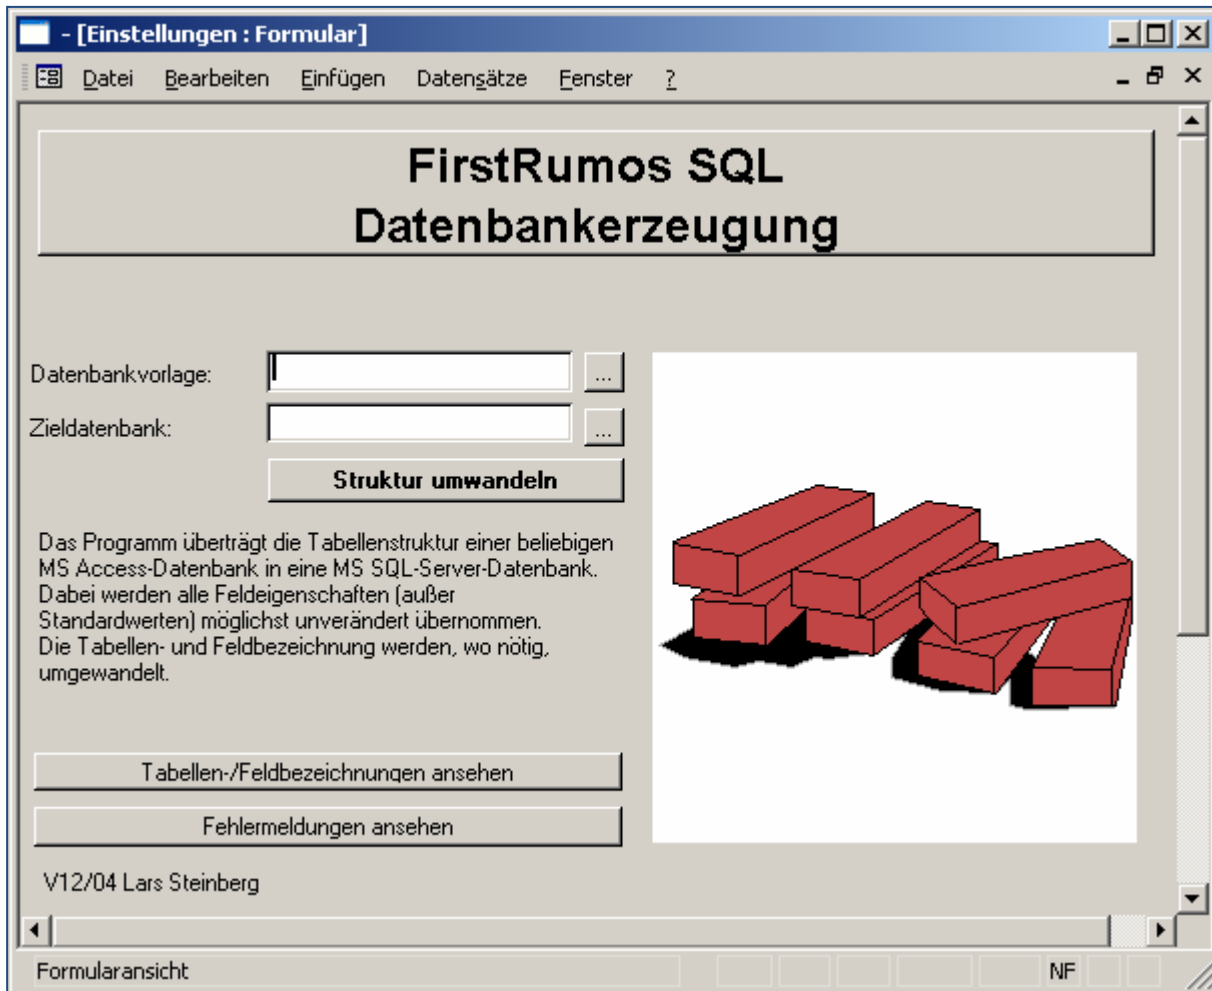 - [Einstellungen : Formular]
Datei Bearbeiten Einfügen Datensätze Fenster ?
FirstRumos SQL
Datenbankerzeugung
Datenbankvorlage:
...
Zieldatenbank:
...
Struktur umwandeln
Das Programm überträgt die Tabellenstruktur einer beliebigen
MS Access-Datenbank in eine MS SQL-Server-Datenbank.
Dabei werden alle Feldeigenschaften (außer
Standardwerten) möglichst unverändert übernommen.
Die Tabellen- und Feldbezeichnung werden, wo nötig,
umgewandelt.
Tabellen-/Feldbezeichnungen ansehen
Fehlermeldungen ansehen
V12/04 Lars Steinberg
Formularansicht
NF